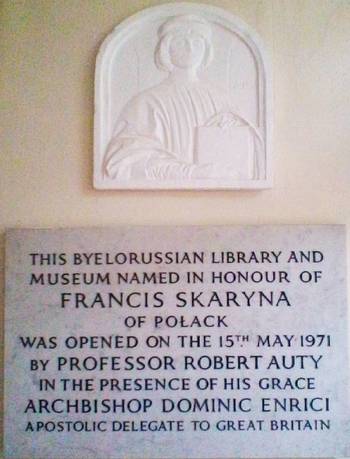 THIS BYELORUSSIAN LIBRARY AND
MUSEUM NAMED IN HONOUR OF
FRANCIS SKARYNA
OF POŁACK
WAS OPENED ON THE 15TH MAY 1971
BY PROFESSOR ROBERT AUTY
IN THE PRESENCE OF HIS GRACE
ARCHBISHOP DOMINIC ENRICI
APOSTOLIC DELEGATE TO GREAT BRITAIN